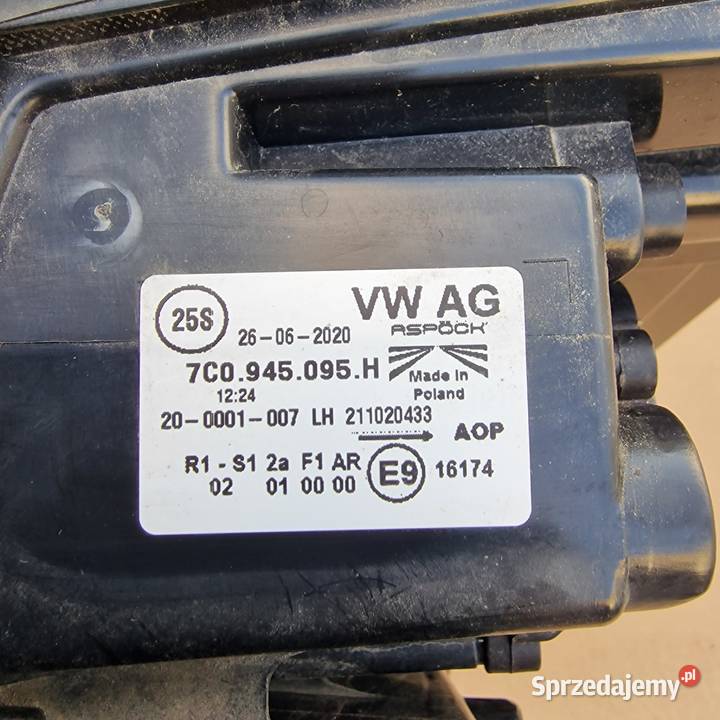 25S
26-06-2020
VW AG
ASPÖCK
7C0.945.095.H
Made in
Poland
12:24
20-0001-007 LH 211020433
AOP
R1 - S1 2a F1 AR
02 01 00 00
E9
16174
Sprzedajemy.pl